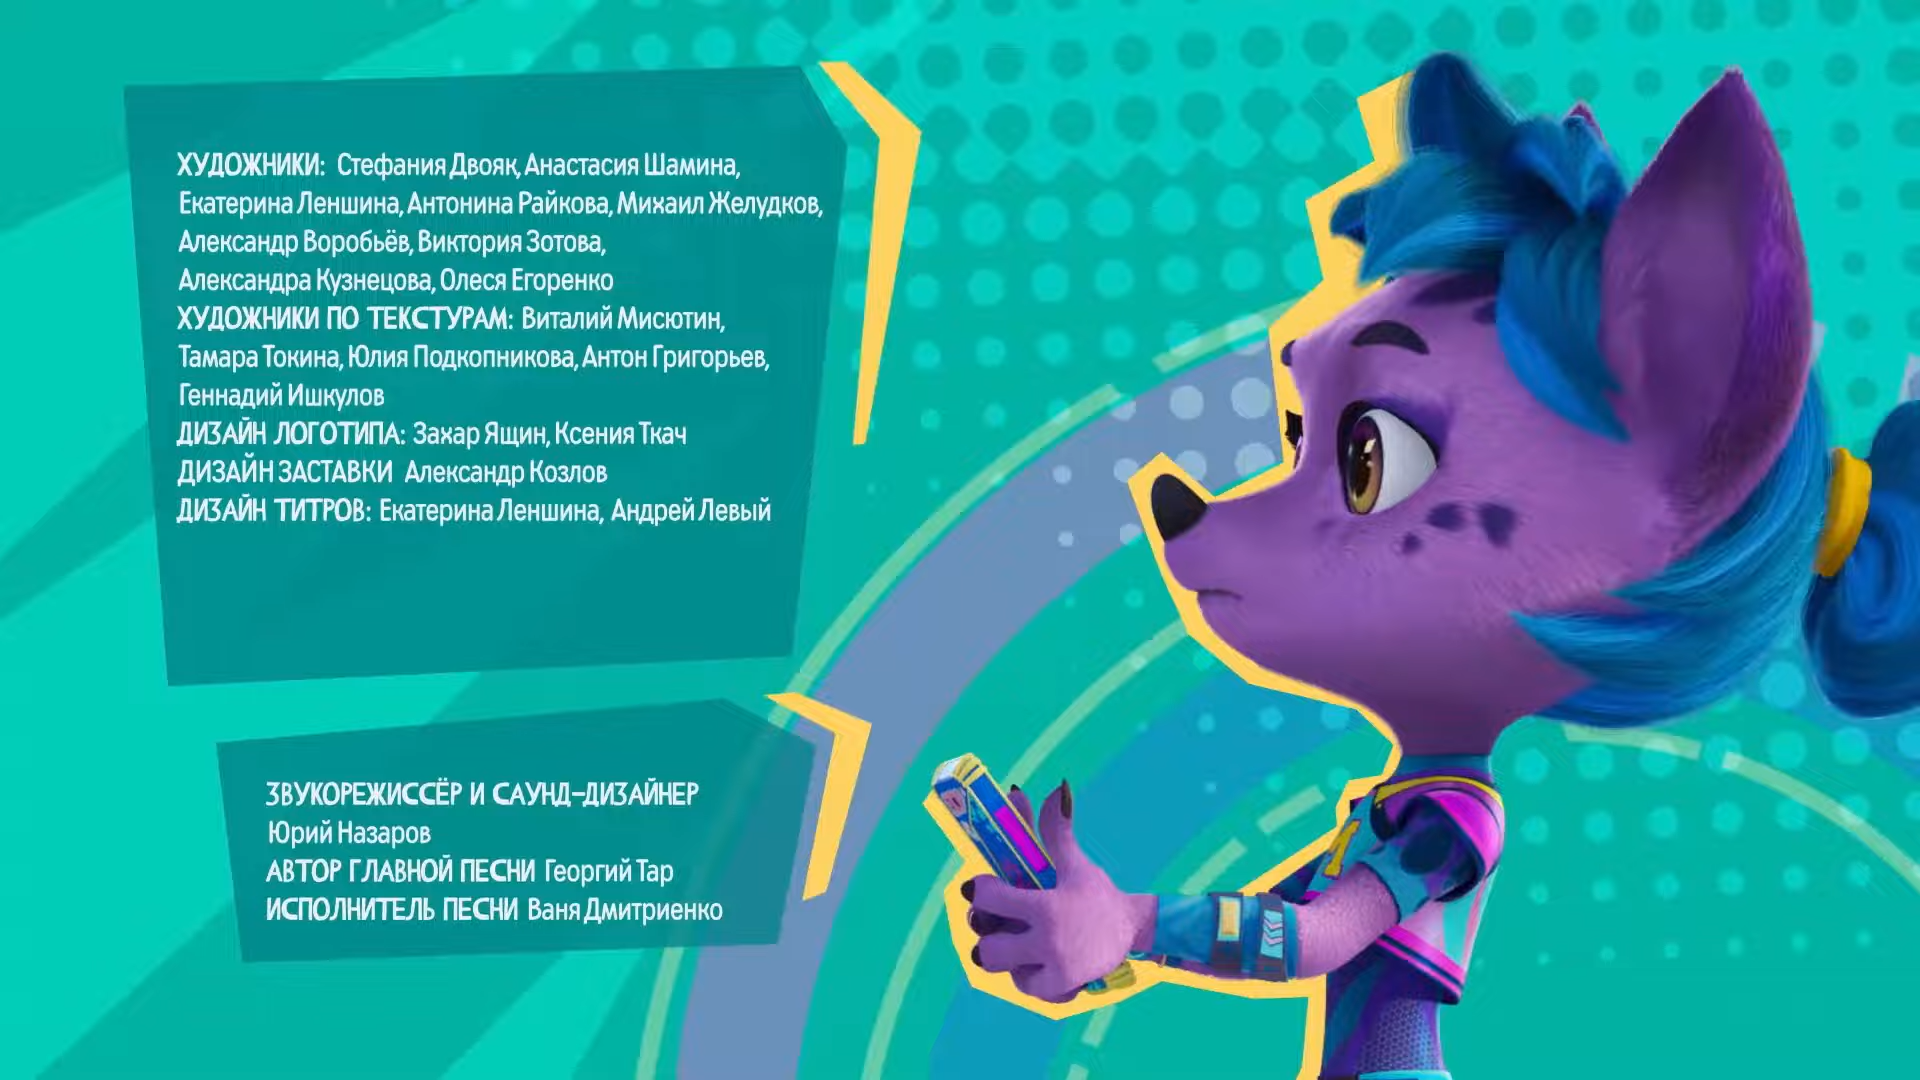 ХУДОЖНИКИ: Стефания Двояк, Анастасия Шамина,
Екатерина Леншина, Антонина Райкова, Михаил Желудков,
Александр Воробьёв, Виктория Зотова,
Александра Кузнецова, Олеся Егоренко
ХУДОЖНИКИ ПО ТЕКСТУРАМ: Виталий Мисютин,
Тамара Токина, Юлия Подкопникова, Антон Григорьев,
Геннадий Ишкулов
ДИЗАЙН ЛОГОТИПА: Захар Ящин, Ксения Ткач
ДИЗАЙН ЗАСТАВКИ Александр Козлов
ДИЗАЙН ТИТРОВ: Екатерина Леншина, Андрей Левый
ЗВУКОРЕЖИССЁР И САУНД-ДИЗАЙНЕР
Юрий Назаров
АВТОР ГЛАВНОЙ ПЕСНИ Георгий Тар
ИСПОЛНИТЕЛЬ ПЕСНИ Ваня Дмитриенко